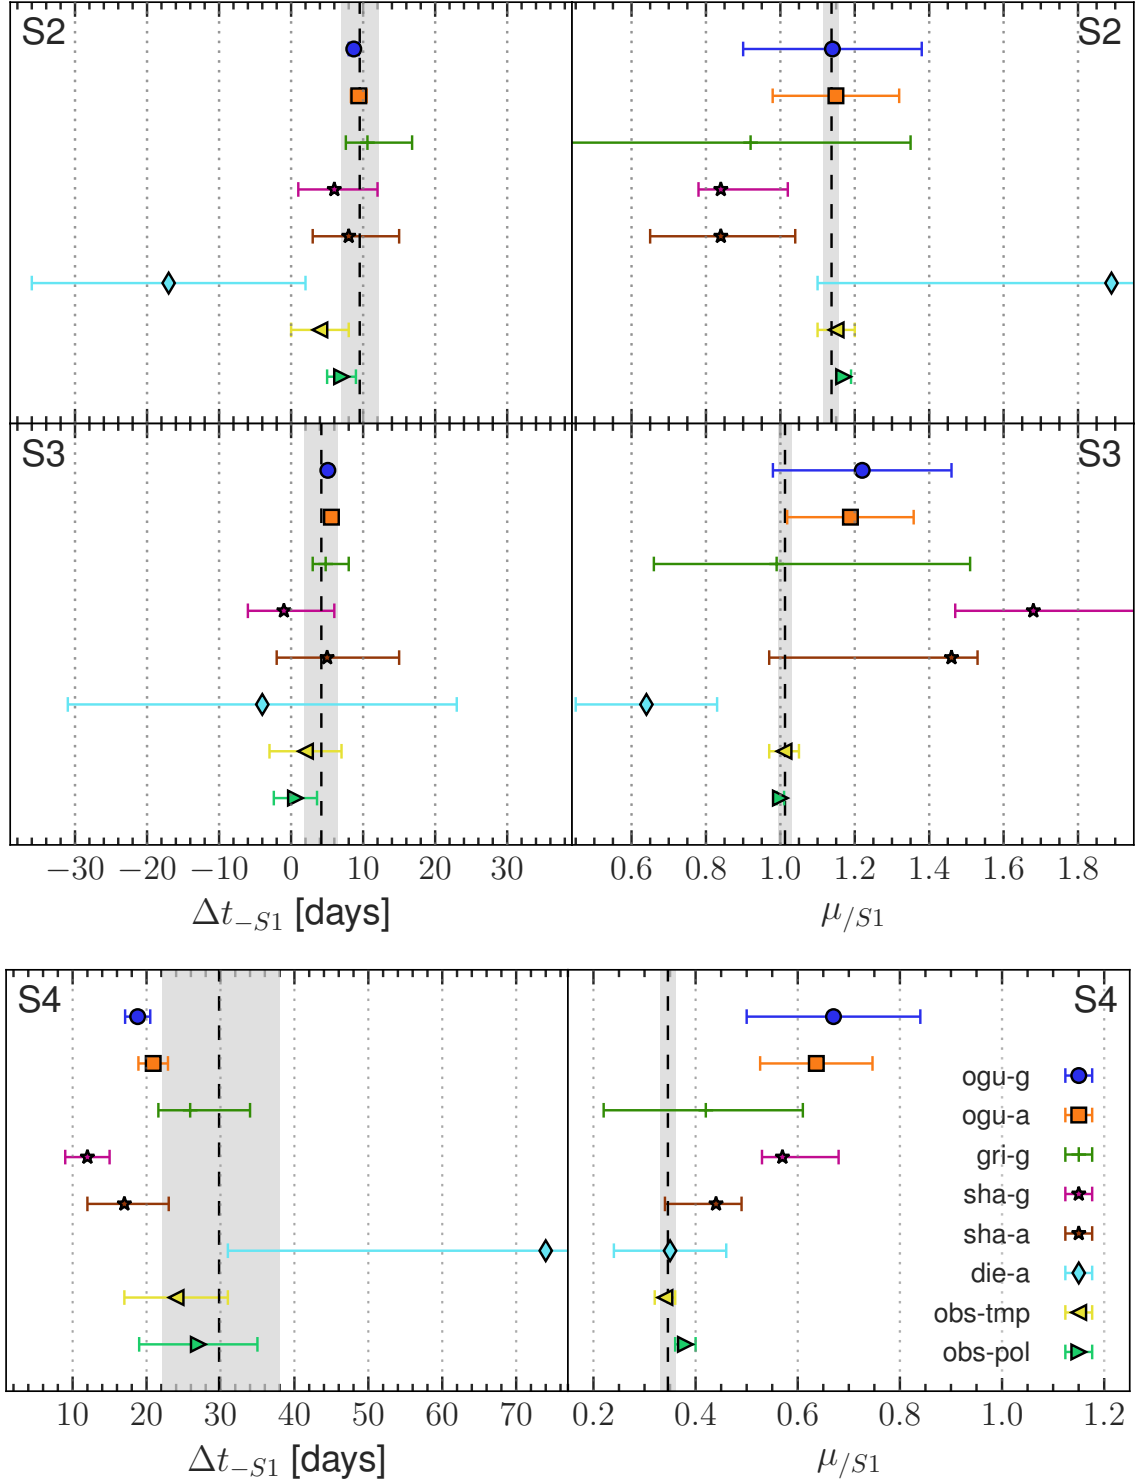 S2 S2
S3 S3
−30 −20 −10 0 10 20 30 0.6 0.8 1.0 1.2 1.4 1.6 1.8
Δt₋S1 [days] μ/S1
S4 S4
ogu-g
ogu-a
gri-g
sha-g
sha-a
die-a
obs-tmp
obs-pol
10 20 30 40 50 60 70 0.2 0.4 0.6 0.8 1.0 1.2
Δt₋S1 [days] μ/S1